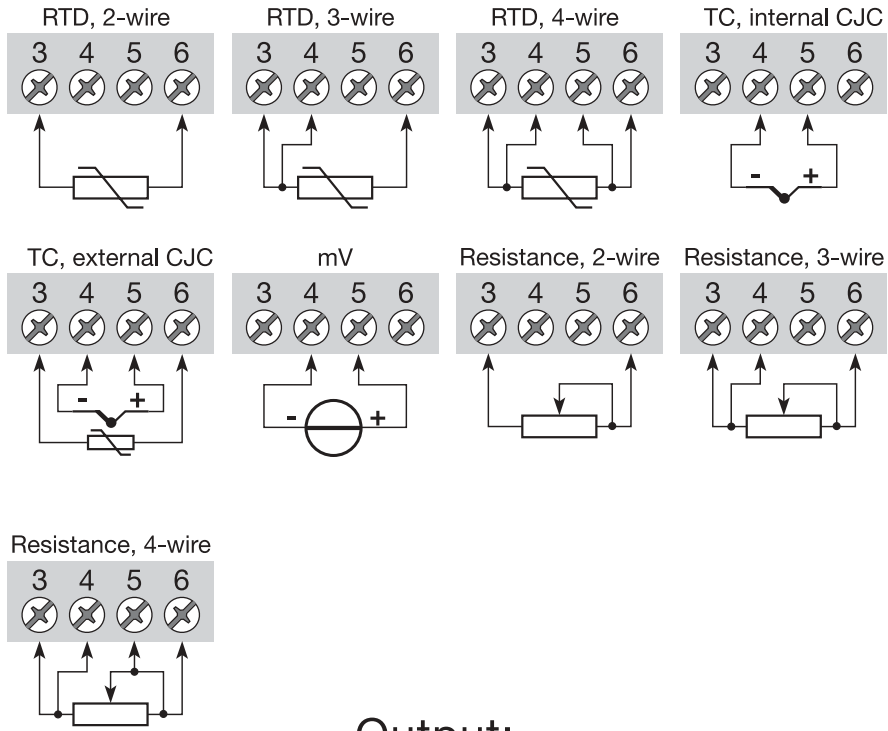 RTD, 2-wire
3 4 5 6
RTD, 3-wire
3 4 5 6
RTD, 4-wire
3 4 5 6
TC, internal CJC
3 4 5 6
- +
TC, external CJC
3 4 5 6
- +
mV
3 4 5 6
- +
Resistance, 2-wire
3 4 5 6
Resistance, 3-wire
3 4 5 6
Resistance, 4-wire
3 4 5 6
Output: